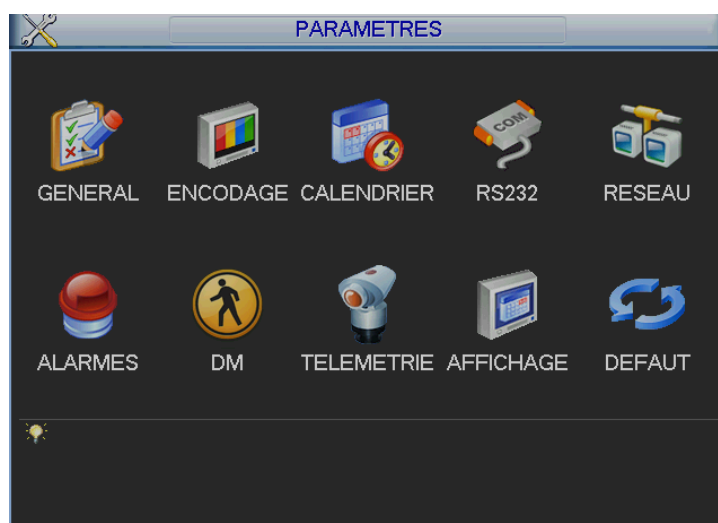 PARAMETRES
COM
GENERAL ENCODAGE CALENDRIER RS232 RESEAU
ALARMES DM TELEMETRIE AFFICHAGE DEFAUT